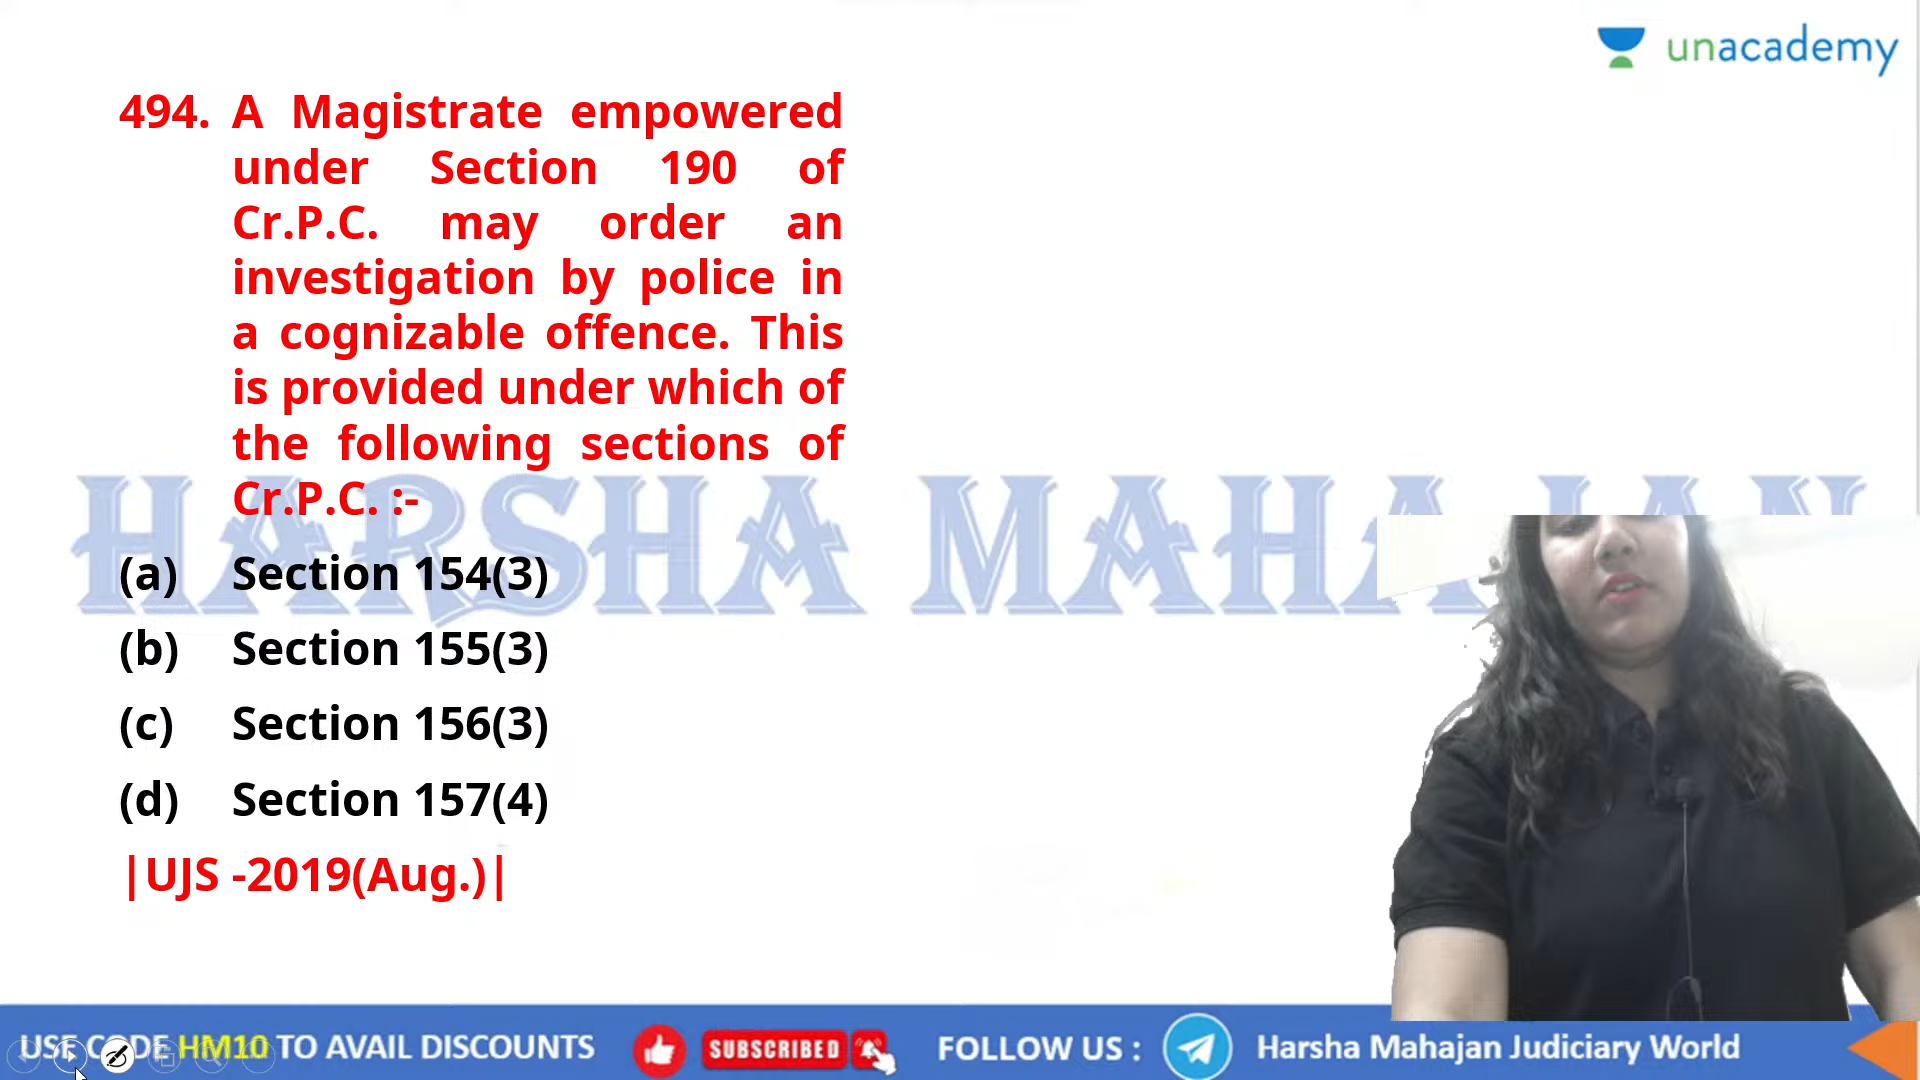 unacademy
494. A Magistrate empowered
under Section 190 of
Cr.P.C. may order an
investigation by police in
a cognizable offence. This
is provided under which of
the following sections of
Cr.P.C. :-
HARSHA MAHAJAN
(a) Section 154(3)
(b) Section 155(3)
(c) Section 156(3)
(d) Section 157(4)
|UJS -2019(Aug.)|
USE CODE HM10 TO AVAIL DISCOUNTS
SUBSCRIBED
FOLLOW US :
Harsha Mahajan Judiciary World